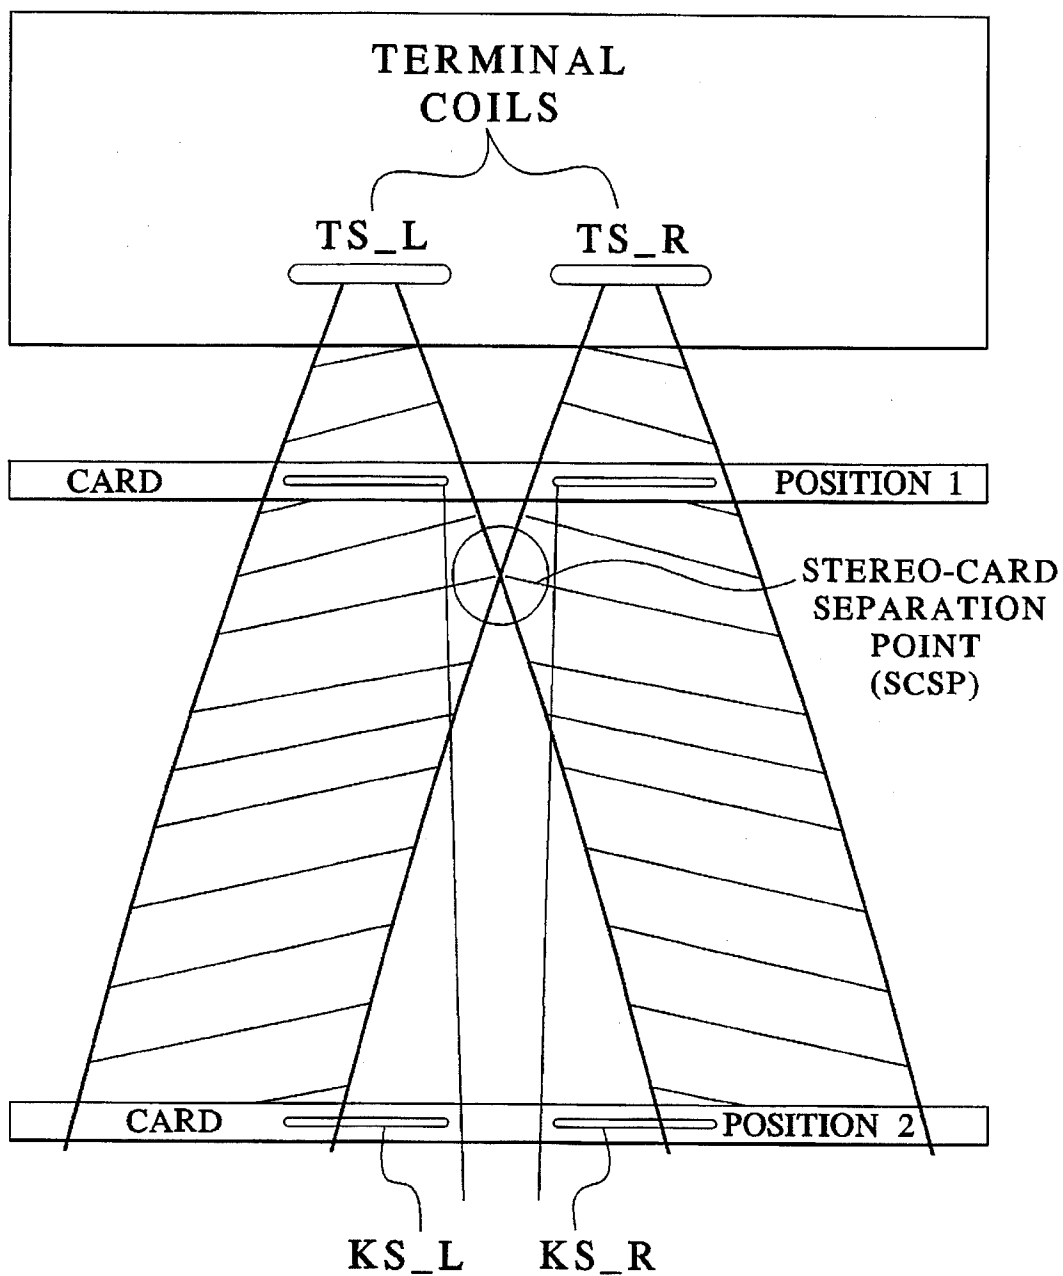 TERMINAL
COILS
TS_L
TS_R
CARD
POSITION 1
STEREO-CARD
SEPARATION
POINT
(SCSP)
CARD
POSITION 2
KS_L
KS_R